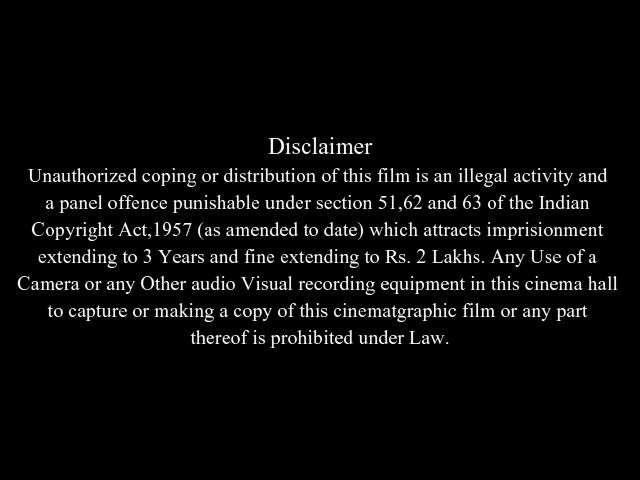 Disclaimer
Unauthorized coping or distribution of this film is an illegal activity and
a panel offence punishable under section 51,62 and 63 of the Indian
Copyright Act,1957 (as amended to date) which attracts imprisionment
extending to 3 Years and fine extending to Rs. 2 Lakhs. Any Use of a
Camera or any Other audio Visual recording equipment in this cinema hall
to capture or making a copy of this cinematgraphic film or any part
thereof is prohibited under Law.